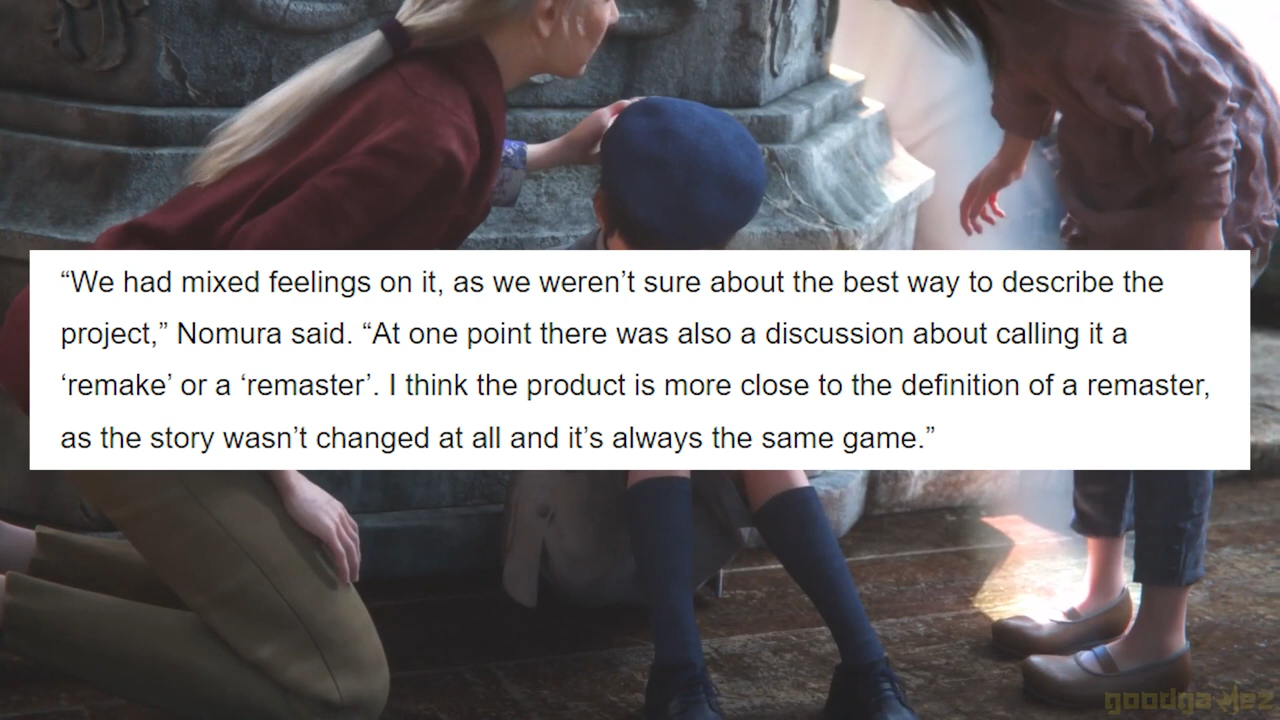 “We had mixed feelings on it, as we weren’t sure about the best way to describe the
project,” Nomura said. “At one point there was also a discussion about calling it a
‘remake’ or a ‘remaster’. I think the product is more close to the definition of a remaster,
as the story wasn’t changed at all and it’s always the same game.”